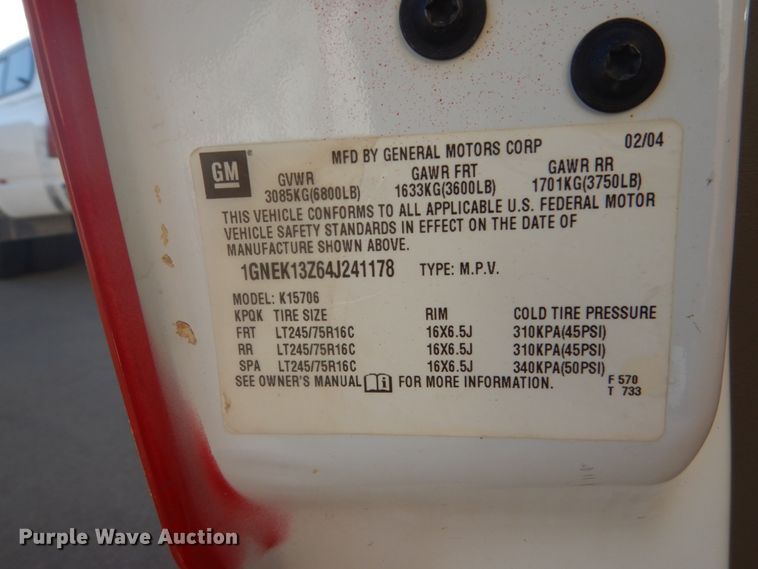 GM ®
MFD BY GENERAL MOTORS CORP 02/04
GVWR GAWR FRT GAWR RR
3085KG(6800LB) 1633KG(3600LB) 1701KG(3750LB)
THIS VEHICLE CONFORMS TO ALL APPLICABLE U.S. FEDERAL MOTOR
VEHICLE SAFETY STANDARDS IN EFFECT ON THE DATE OF
MANUFACTURE SHOWN ABOVE.
1GNEK13Z64J241178 TYPE: M.P.V.
MODEL: K15706
KPQK TIRE SIZE RIM COLD TIRE PRESSURE
FRT LT245/75R16C 16X6.5J 310KPA(45PSI)
RR LT245/75R16C 16X6.5J 310KPA(45PSI)
SPA LT245/75R16C 16X6.5J 340KPA(50PSI)
SEE OWNER'S MANUAL FOR MORE INFORMATION.
F 570
T 733
Purple Wave Auction